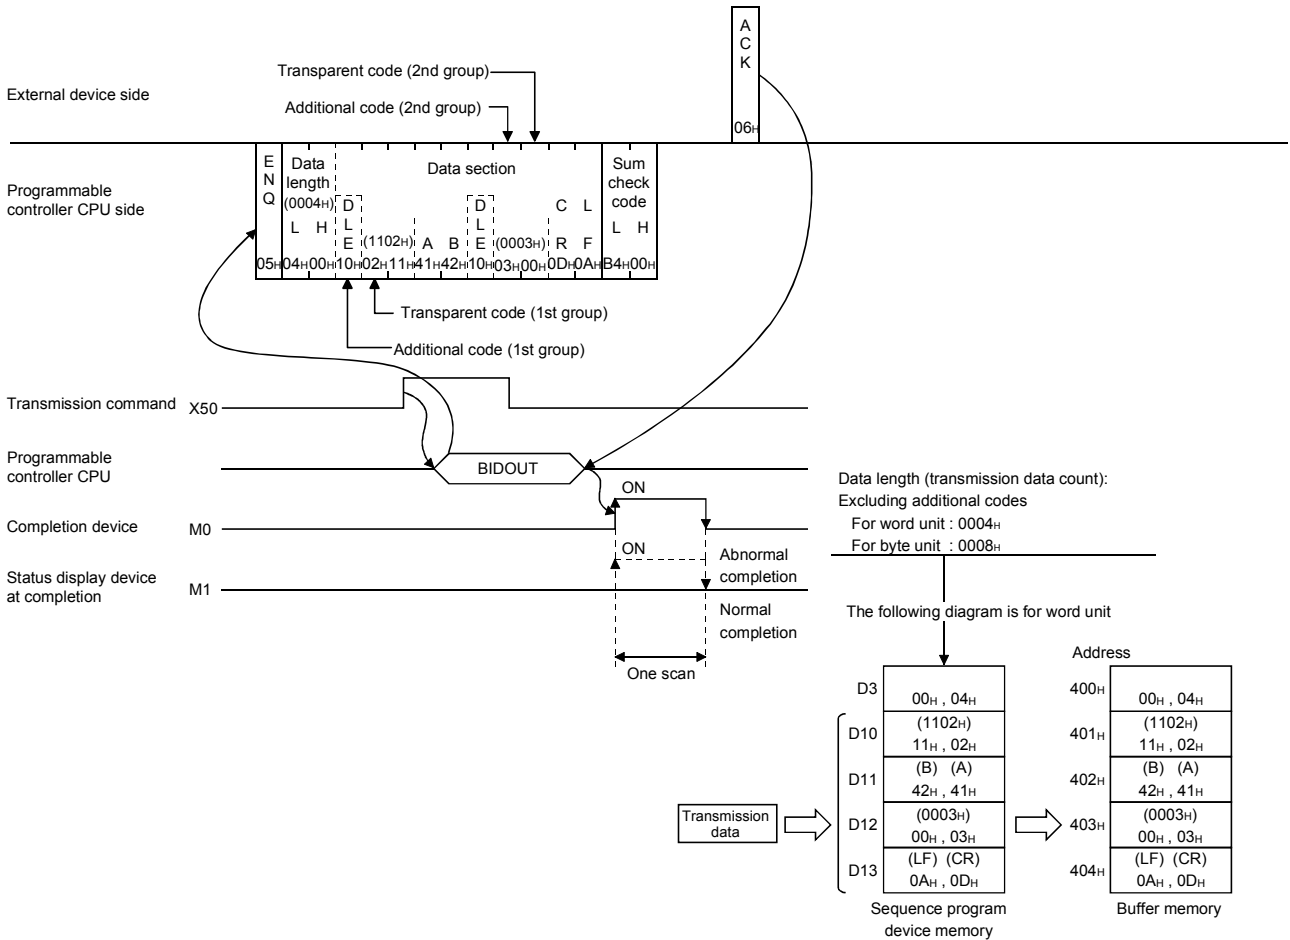 A
C
K
Transparent code (2nd group)
External device side
Additional code (2nd group)
06H
E
N
Q
Data
length
(0004H)
L H
Data section
Sum
check
code
L H
Programmable
controller CPU side
D
L
E
(1102H)
A B
D
L
E
(0003H)
C L
R F
05H 04H 00H 10H 02H 11H 41H 42H 10H 03H 00H 0DH 0AH B4H 00H
Transparent code (1st group)
Additional code (1st group)
Transmission command X50
Programmable
controller CPU
BIDOUT
ON
Completion device M0
ON
Abnormal
completion
Status display device
at completion
M1
Normal
completion
One scan
Data length (transmission data count):
Excluding additional codes
For word unit : 0004H
For byte unit : 0008H
The following diagram is for word unit
Address
D3 00H , 04H
400H 00H , 04H
D10 (1102H)
11H , 02H
401H (1102H)
11H , 02H
D11 (B) (A)
42H , 41H
402H (B) (A)
42H , 41H
Transmission
data
D12 (0003H)
00H , 03H
403H (0003H)
00H , 03H
D13 (LF) (CR)
0AH , 0DH
404H (LF) (CR)
0AH , 0DH
Sequence program
device memory
Buffer memory